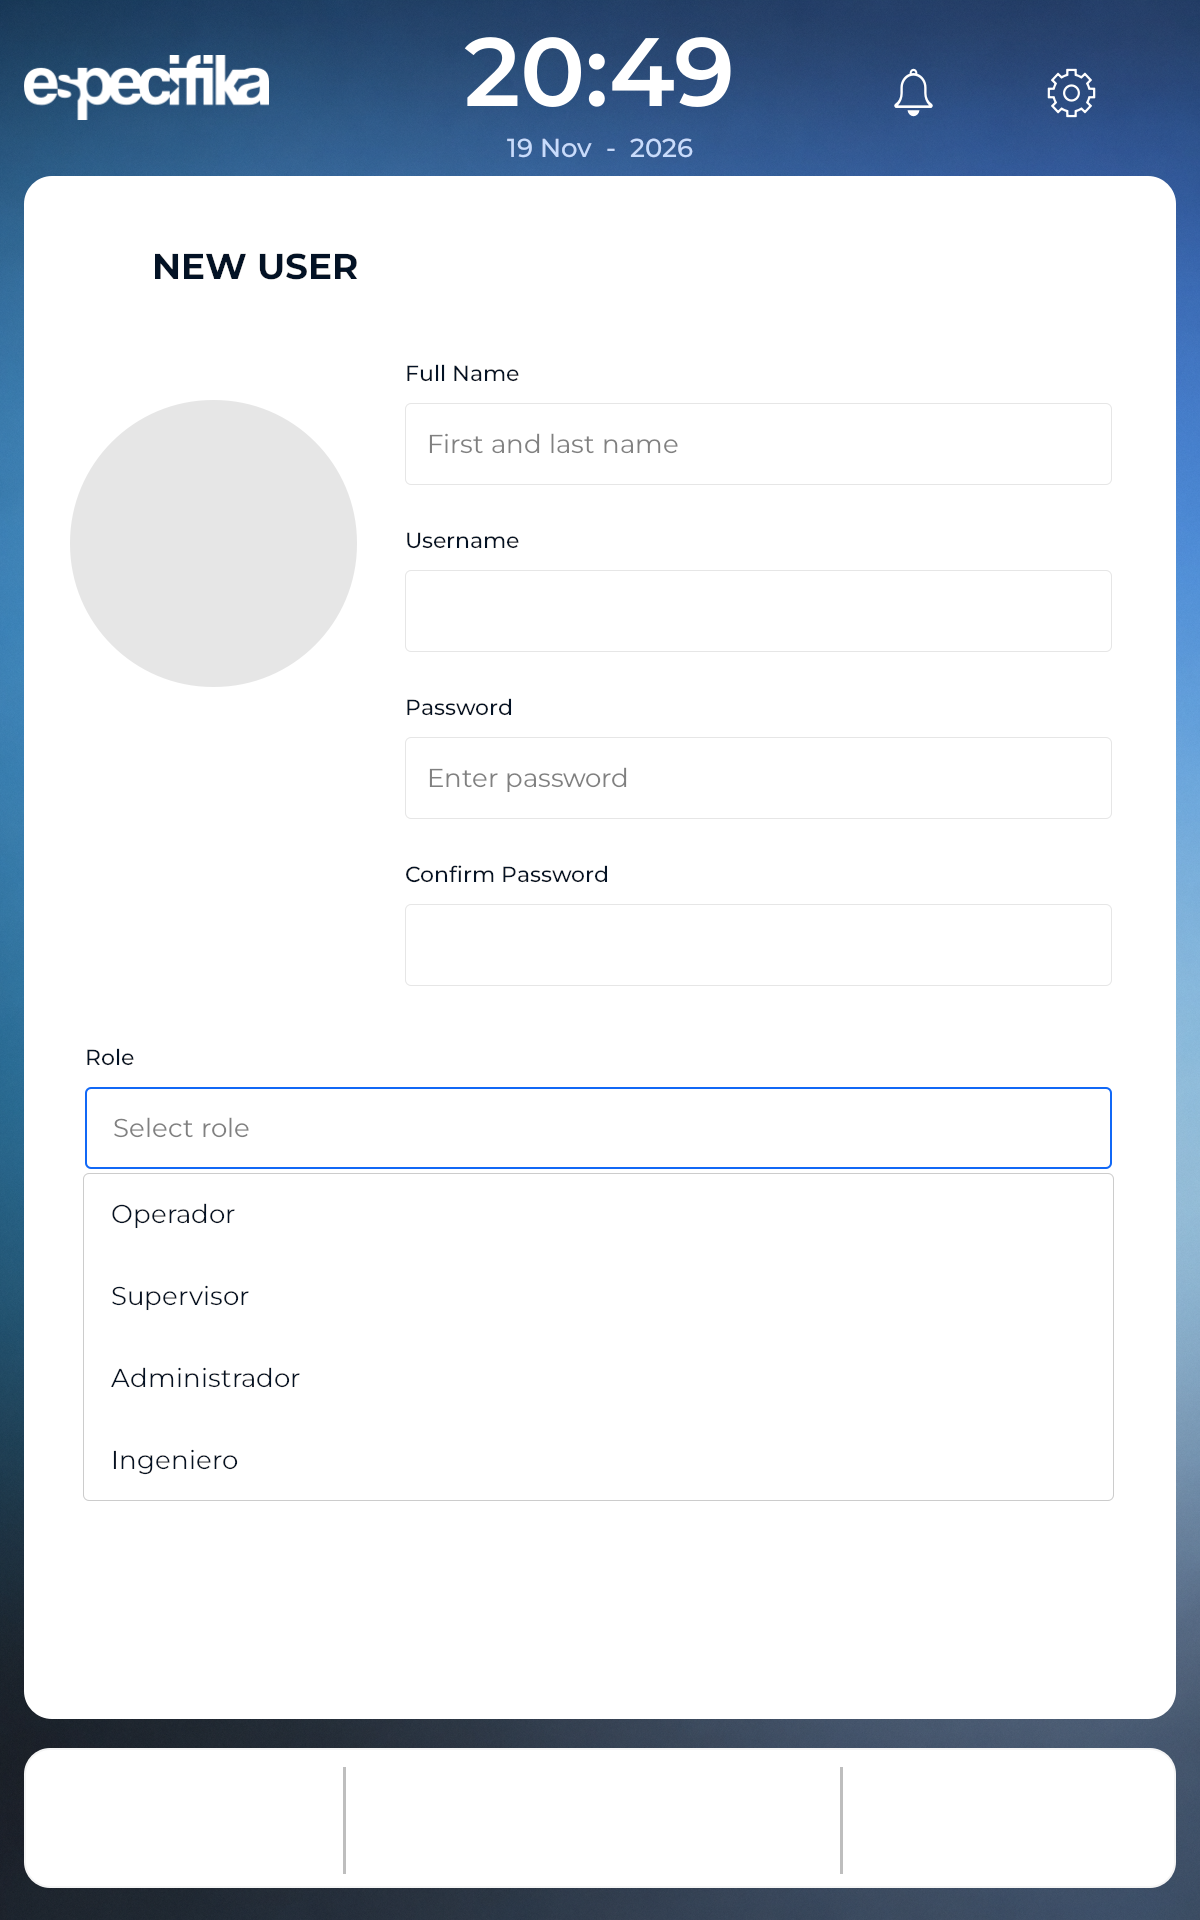 especifika
20:49
19 Nov - 2026
NEW USER
Full Name
First and last name
Username
Password
Enter password
Confirm Password
Role
Select role
Operador
Supervisor
Administrador
Ingeniero